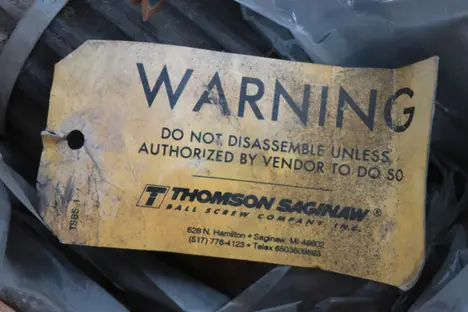 WARNING
DO NOT DISASSEMBLE UNLESS
AUTHORIZED BY VENDOR TO DO SO
T THOMSON SAGINAW®
BALL SCREW COMPANY, INC.
628 N. Hamilton • Saginaw, MI 48602
(517) 776-4123 • Telex 6503609893